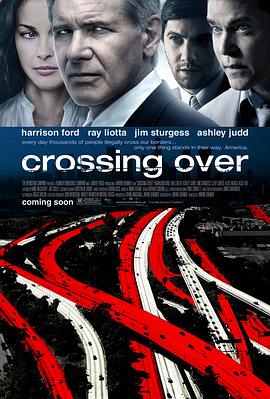 harrison ford  ray liotta  jim sturgess  ashley judd
every day thousands of people illegally cross our borders...
only one thing stands in their way. America.
crossing over
coming soon